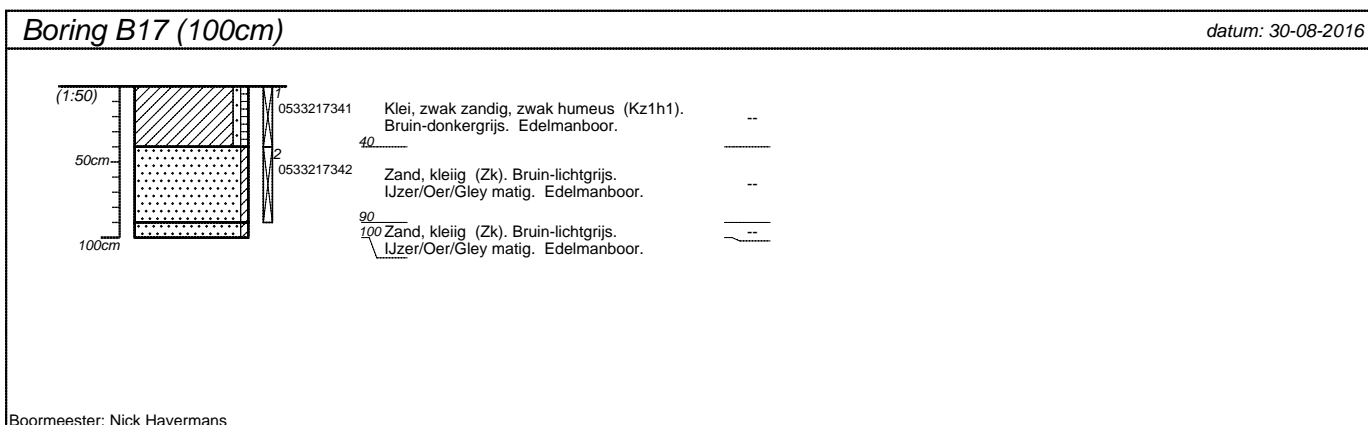 Boring B17 (100cm)
datum: 30-08-2016
(1:50)
50cm
100cm
1
0533217341
2
0533217342
40
Klei, zwak zandig, zwak humeus (Kz1h1).
Bruin-donkergrijs. Edelmanboor.
--
90
Zand, kleiig (Zk). Bruin-lichtgrijs.
IJzer/Oer/Gley matig. Edelmanboor.
--
100
Zand, kleiig (Zk). Bruin-lichtgrijs.
IJzer/Oer/Gley matig. Edelmanboor.
--
Boormeester: Nick Havermans